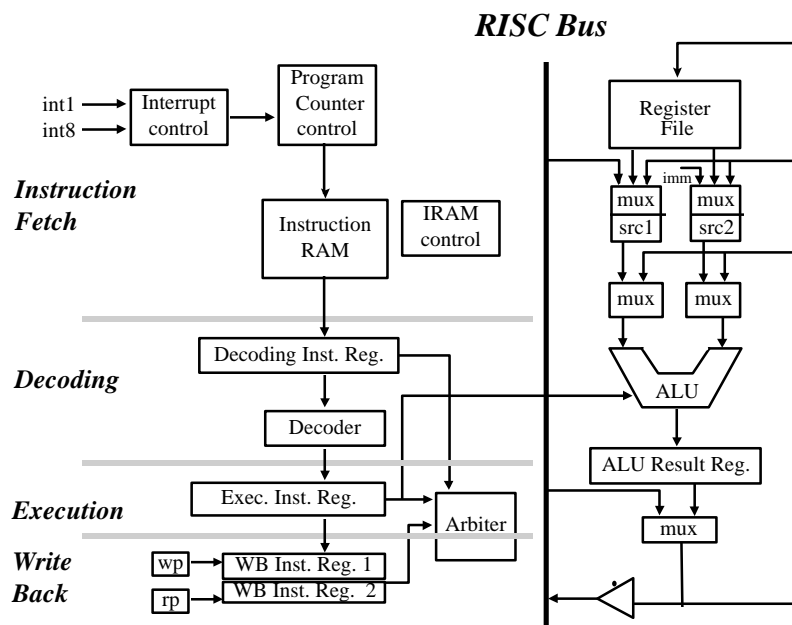 RISC Bus
Program
Counter
control
int1
int8
Interrupt
control
Register
File
Instruction
Fetch
imm
mux
src1
mux
src2
Instruction
RAM
IRAM
control
mux
mux
Decoding Inst. Reg.
Decoding
ALU
Decoder
ALU Result Reg.
Exec. Inst. Reg.
Execution
Arbiter
mux
Write
Back
wp
WB Inst. Reg. 1
rp
WB Inst. Reg. 2